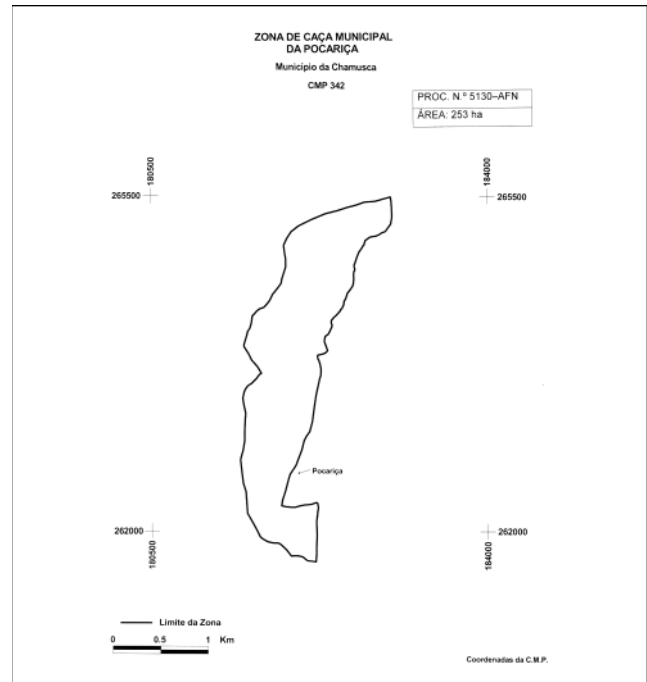 ZONA DE CAÇA MUNICIPAL
DA POCARIÇA
Município da Chamusca
CMP 342
PROC. N.º 5130–AFN
ÁREA: 253 ha
180500
184000
265500
265500
Pocariça
262000
262000
180500
184000
Limite da Zona
0 0.5 1 Km
Coordenadas da C.M.P.